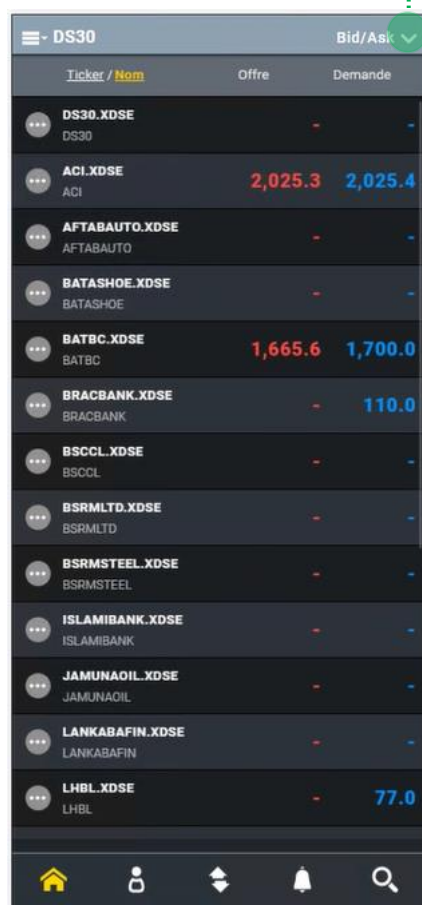 DS30 Bid/Ask
Ticker / Nom Offre Demande
DS30.XDSE
DS30 - -
ACI.XDSE
ACI 2,025.3 2,025.4
AFTABAUTO.XDSE
AFTABAUTO - -
BATASHOE.XDSE
BATASHOE - -
BATBC.XDSE
BATBC 1,665.6 1,700.0
BRACBANK.XDSE
BRACBANK - 110.0
BSCCL.XDSE
BSCCL - -
BSRMLTD.XDSE
BSRMLTD - -
BSRMSTEEL.XDSE
BSRMSTEEL - -
ISLAMIBANK.XDSE
ISLAMIBANK - -
JAMUNAOIL.XDSE
JAMUNAOIL - -
LANKABAFIN.XDSE
LANKABAFIN - -
LHBL.XDSE
LHBL - 77.0